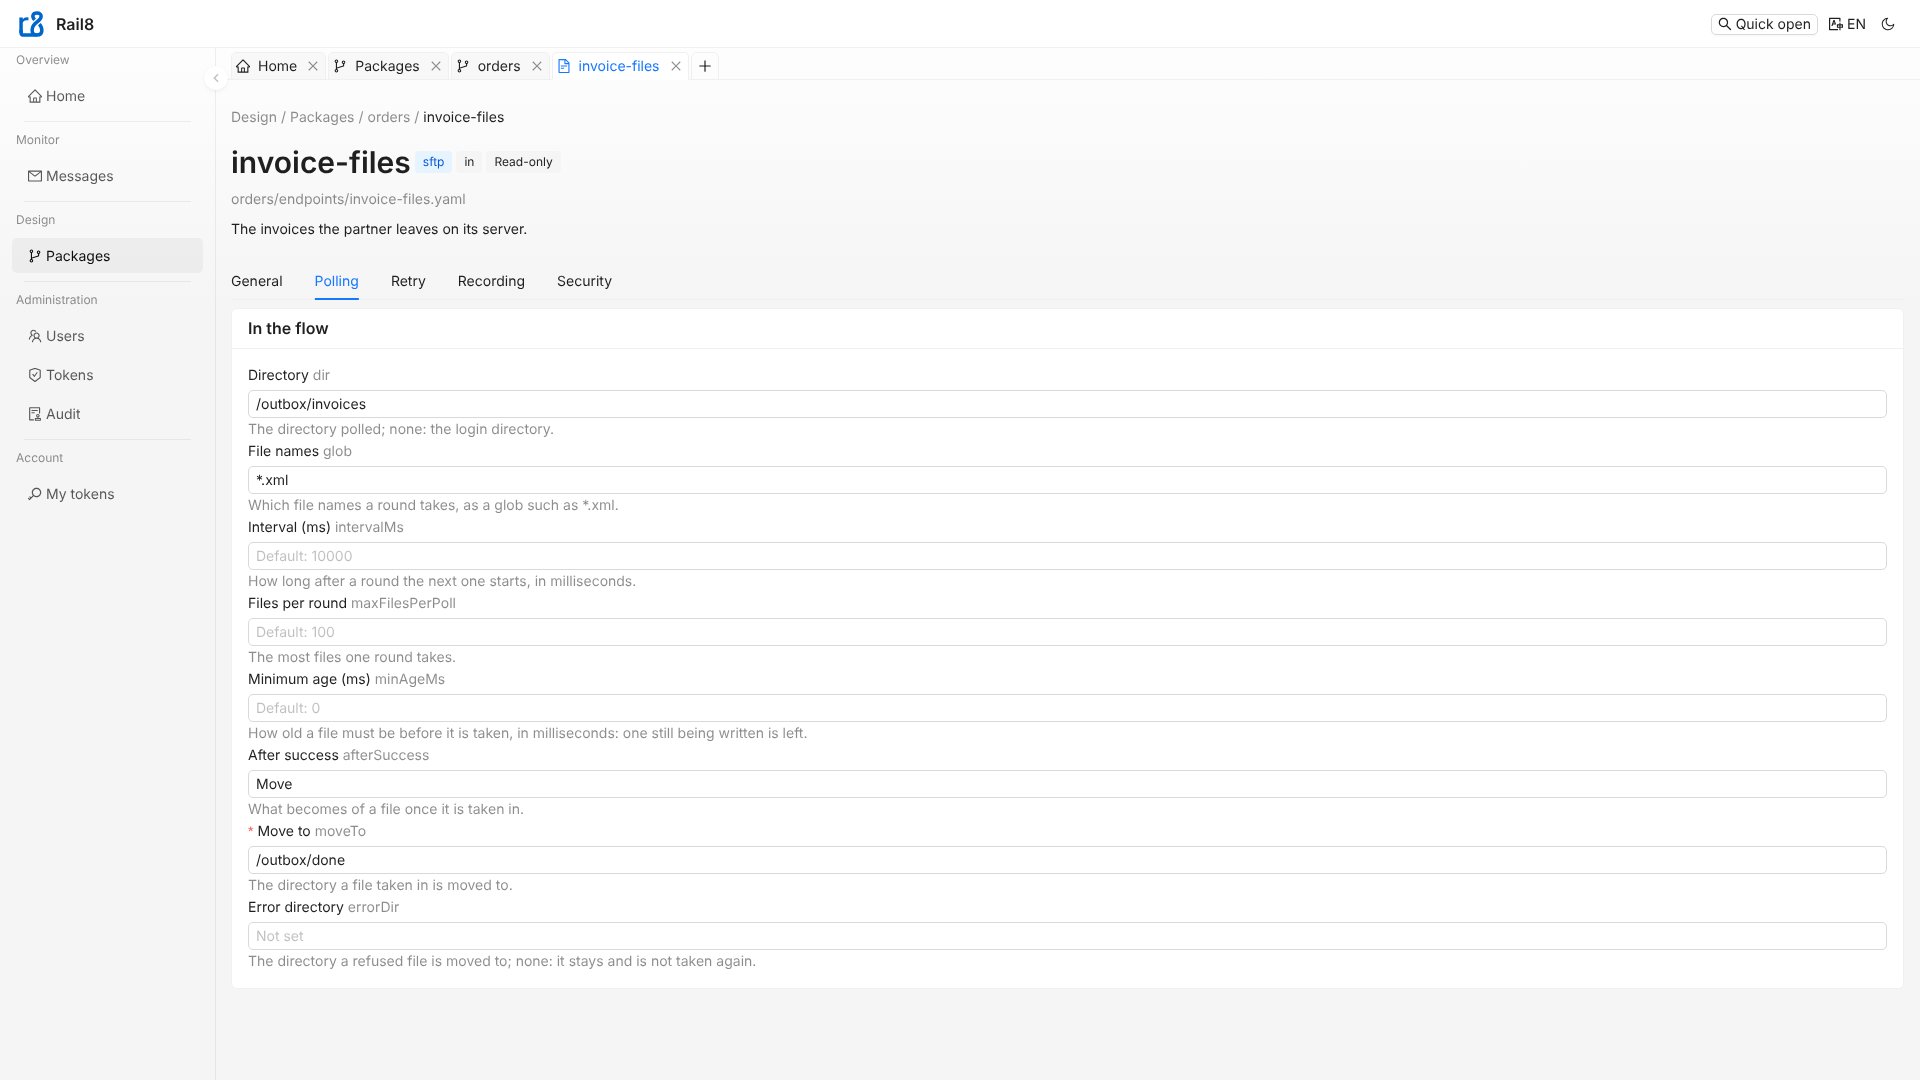 Rail8
Quick open
EN
Overview
Home
Monitor
Messages
Design
Packages
Administration
Users
Tokens
Audit
Account
My tokens
Home
Packages
orders
invoice-files
Design / Packages / orders / invoice-files
invoice-files sftp in Read-only
orders/endpoints/invoice-files.yaml
The invoices the partner leaves on its server.
General Polling Retry Recording Security
In the flow
Directory dir
/outbox/invoices
The directory polled; none: the login directory.
File names glob
*.xml
Which file names a round takes, as a glob such as *.xml.
Interval (ms) intervalMs
Default: 10000
How long after a round the next one starts, in milliseconds.
Files per round maxFilesPerPoll
Default: 100
The most files one round takes.
Minimum age (ms) minAgeMs
Default: 0
How old a file must be before it is taken, in milliseconds: one still being written is left.
After success afterSuccess
Move
What becomes of a file once it is taken in.
* Move to moveTo
/outbox/done
The directory a file taken in is moved to.
Error directory errorDir
Not set
The directory a refused file is moved to; none: it stays and is not taken again.